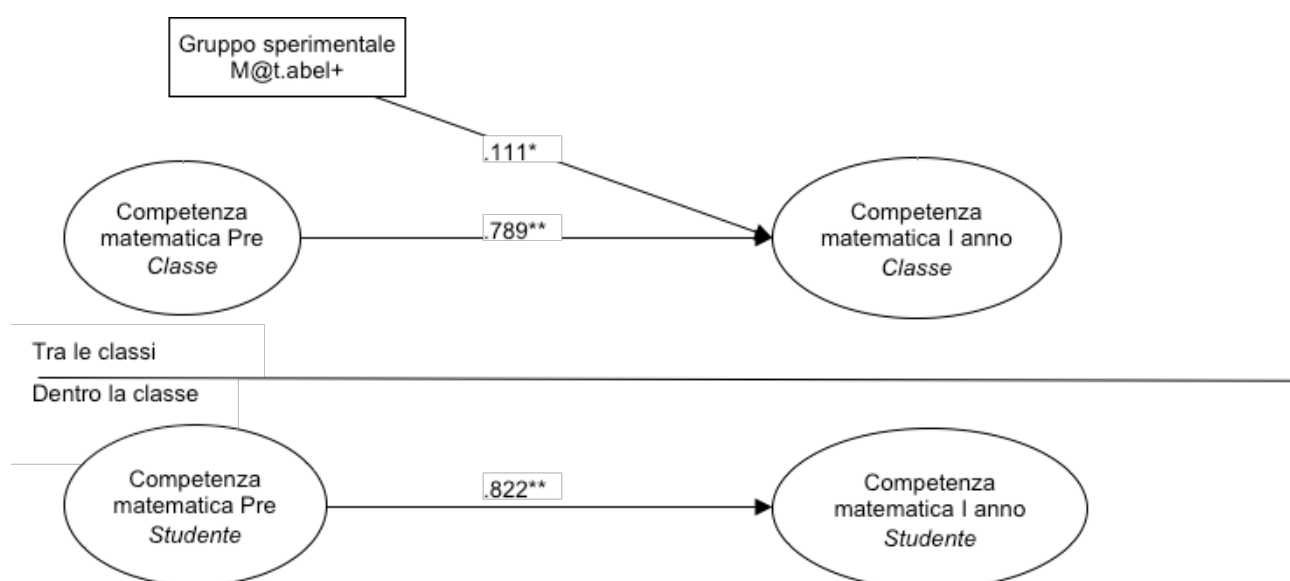 Gruppo sperimentale
M@t.abel+
.111*
Competenza
matematica Pre
Classe
.789**
Competenza
matematica I anno
Classe
Tra le classi
Dentro la classe
Competenza
matematica Pre
Studente
.822**
Competenza
matematica I anno
Studente